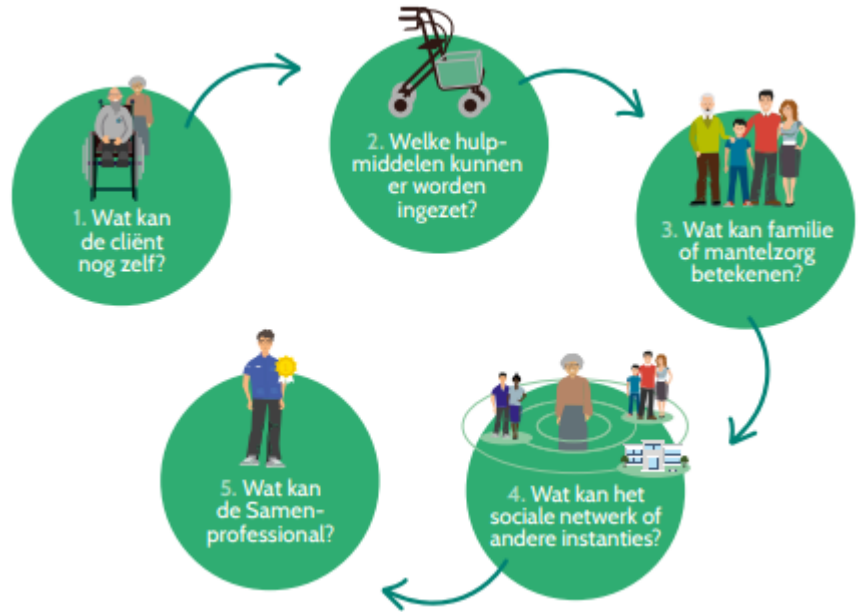 1. Wat kan
de cliënt
nog zelf?
2. Welke hulp-
middelen kunnen
er worden
ingezet?
3. Wat kan familie
of mantelzorg
betekenen?
4. Wat kan het
sociale netwerk of
andere instanties?
5. Wat kan
de Samen-
professional?